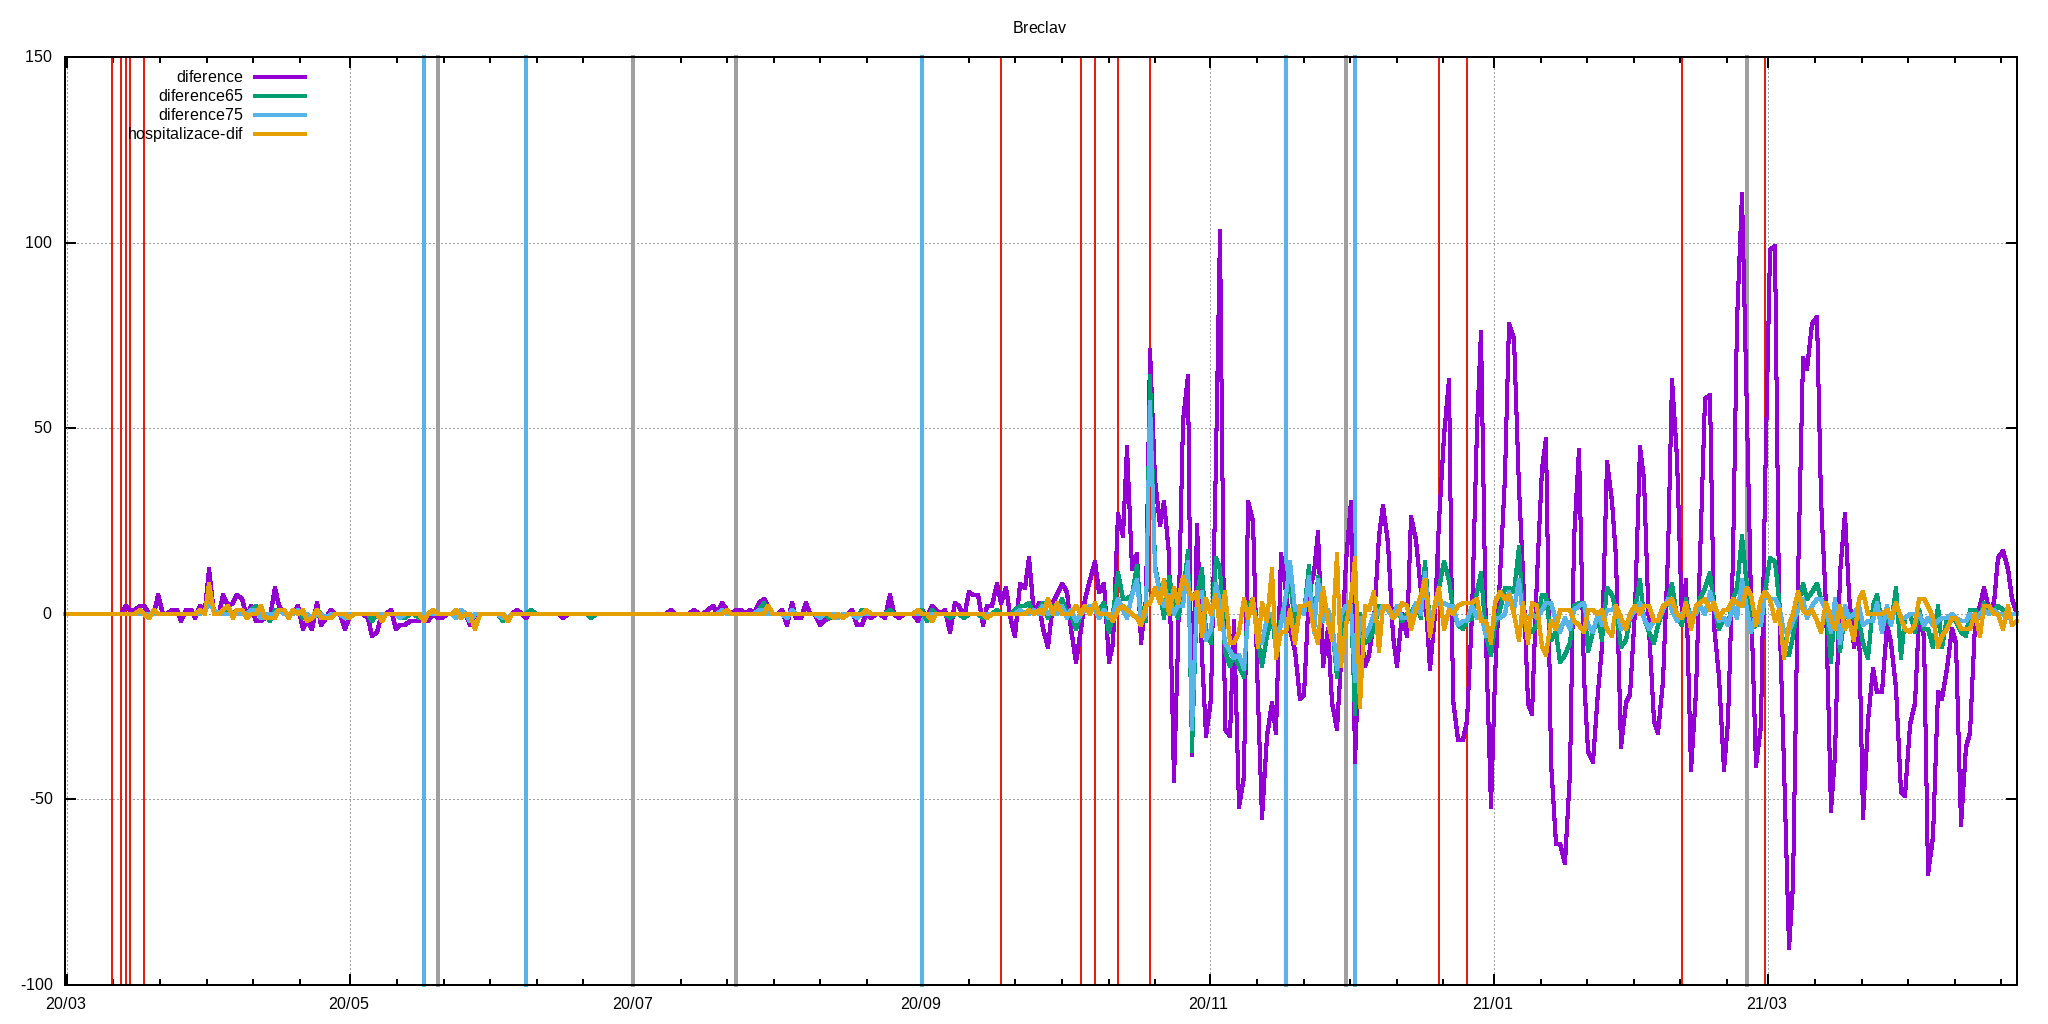 Breclav
150
diference
diference65
diference75
hospitalizace-dif
100
50
0
-50
-100
20/03 20/05 20/07 20/09 20/11 21/01 21/03